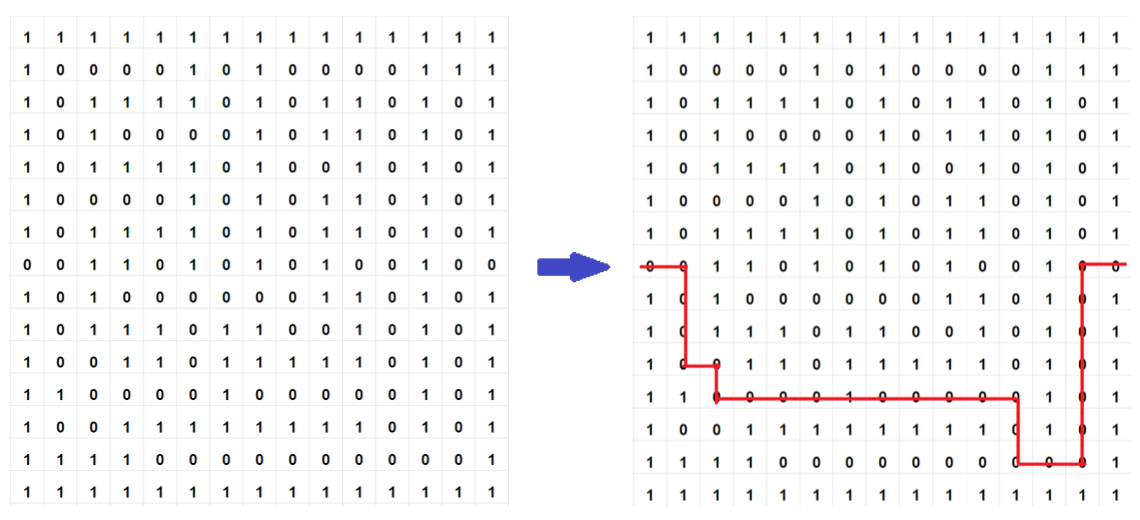 1 1 1 1 1 1 1 1 1 1 1 1 1 1 1
1 0 0 0 0 1 0 1 0 0 0 0 1 1 1
1 0 1 1 1 1 0 1 0 1 1 0 1 0 1
1 0 1 0 0 0 0 1 0 1 1 0 1 0 1
1 0 1 1 1 1 0 1 0 0 1 0 1 0 1
1 0 0 0 0 1 0 1 0 1 1 0 1 0 1
1 0 1 1 1 1 0 1 0 1 1 0 1 0 1
0 0 1 1 0 1 0 1 0 1 0 0 1 0 0
1 0 1 0 0 0 0 0 0 1 1 0 1 0 1
1 0 1 1 1 0 1 1 0 0 1 0 1 0 1
1 0 0 1 1 0 1 1 1 1 1 0 1 0 1
1 1 0 0 0 0 1 0 0 0 0 0 1 0 1
1 0 0 1 1 1 1 1 1 1 1 0 1 0 1
1 1 1 1 0 0 0 0 0 0 0 0 0 0 1
1 1 1 1 1 1 1 1 1 1 1 1 1 1 1
1 1 1 1 1 1 1 1 1 1 1 1 1 1 1
1 0 0 0 0 1 0 1 0 0 0 0 1 1 1
1 0 1 1 1 1 0 1 0 1 1 0 1 0 1
1 0 1 0 0 0 0 1 0 1 1 0 1 0 1
1 0 1 1 1 1 0 1 0 0 1 0 1 0 1
1 0 0 0 0 1 0 1 0 1 1 0 1 0 1
1 0 1 1 1 1 0 1 0 1 1 0 1 0 1
0 0 1 1 0 1 0 1 0 1 0 0 1 0 0
1 0 1 0 0 0 0 0 0 1 1 0 1 0 1
1 0 1 1 1 0 1 1 0 0 1 0 1 0 1
1 0 0 1 1 0 1 1 1 1 1 0 1 0 1
1 1 0 0 0 0 1 0 0 0 0 0 1 0 1
1 0 0 1 1 1 1 1 1 1 1 0 1 0 1
1 1 1 1 0 0 0 0 0 0 0 0 0 0 1
1 1 1 1 1 1 1 1 1 1 1 1 1 1 1